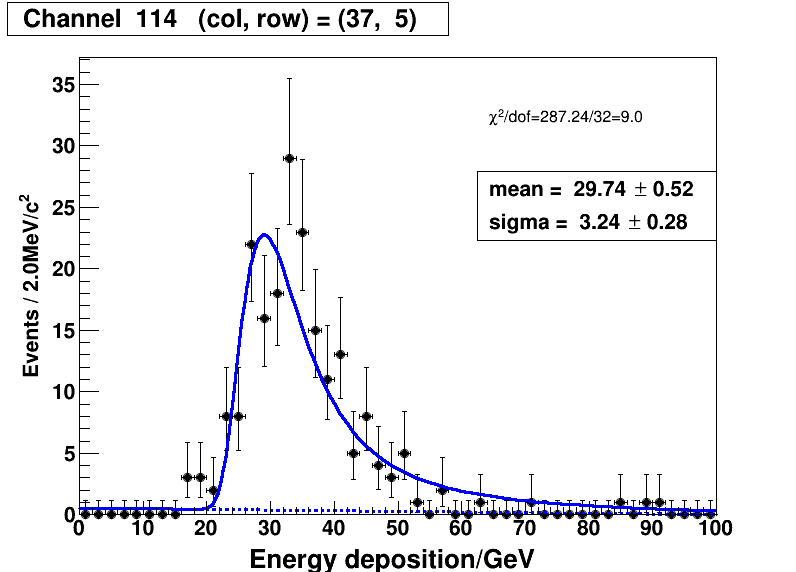 Channel 114 (col, row) = (37, 5)
χ²/dof=287.24/32=9.0
mean = 29.74 ± 0.52
sigma = 3.24 ± 0.28
Events / 2.0MeV/c²
35
30
25
20
15
10
5
0
0 10 20 30 40 50 60 70 80 90 100
Energy deposition/GeV